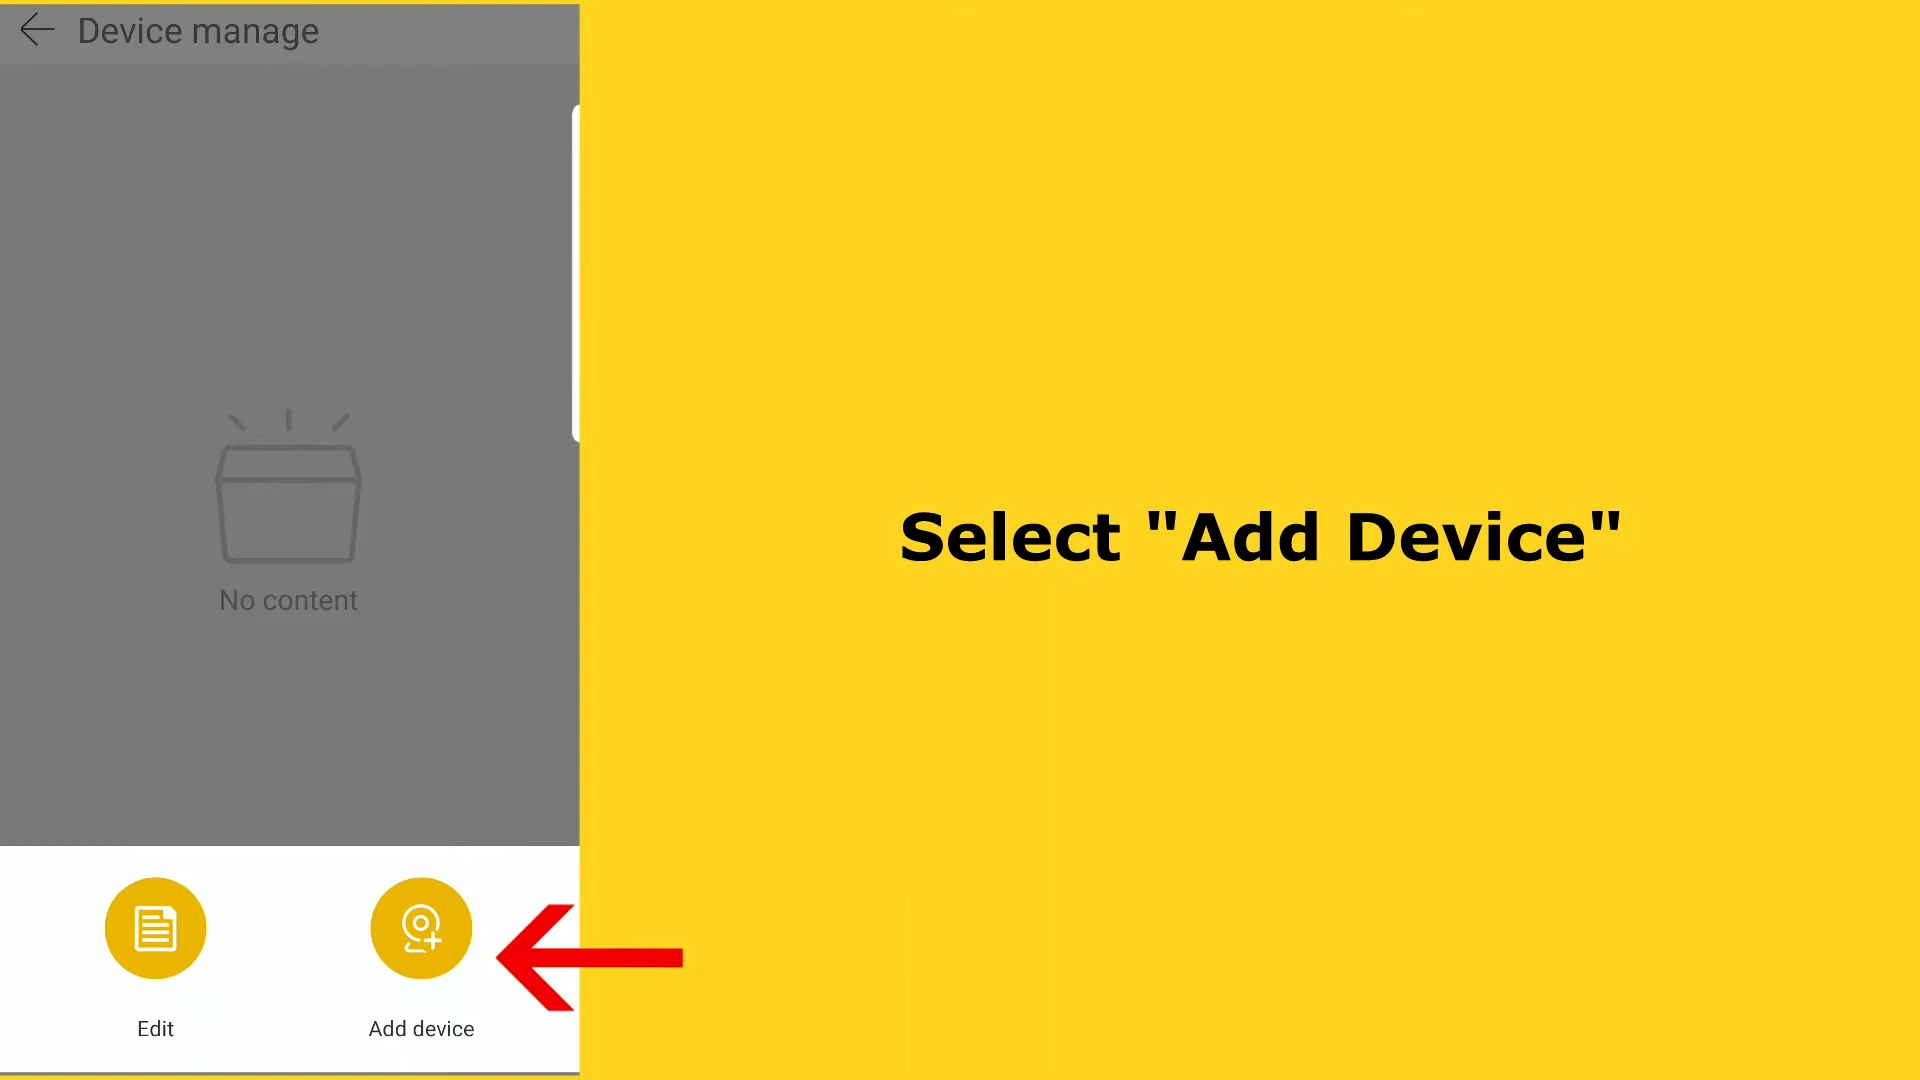 Device manage
No content
Select "Add Device"
Edit
Add device